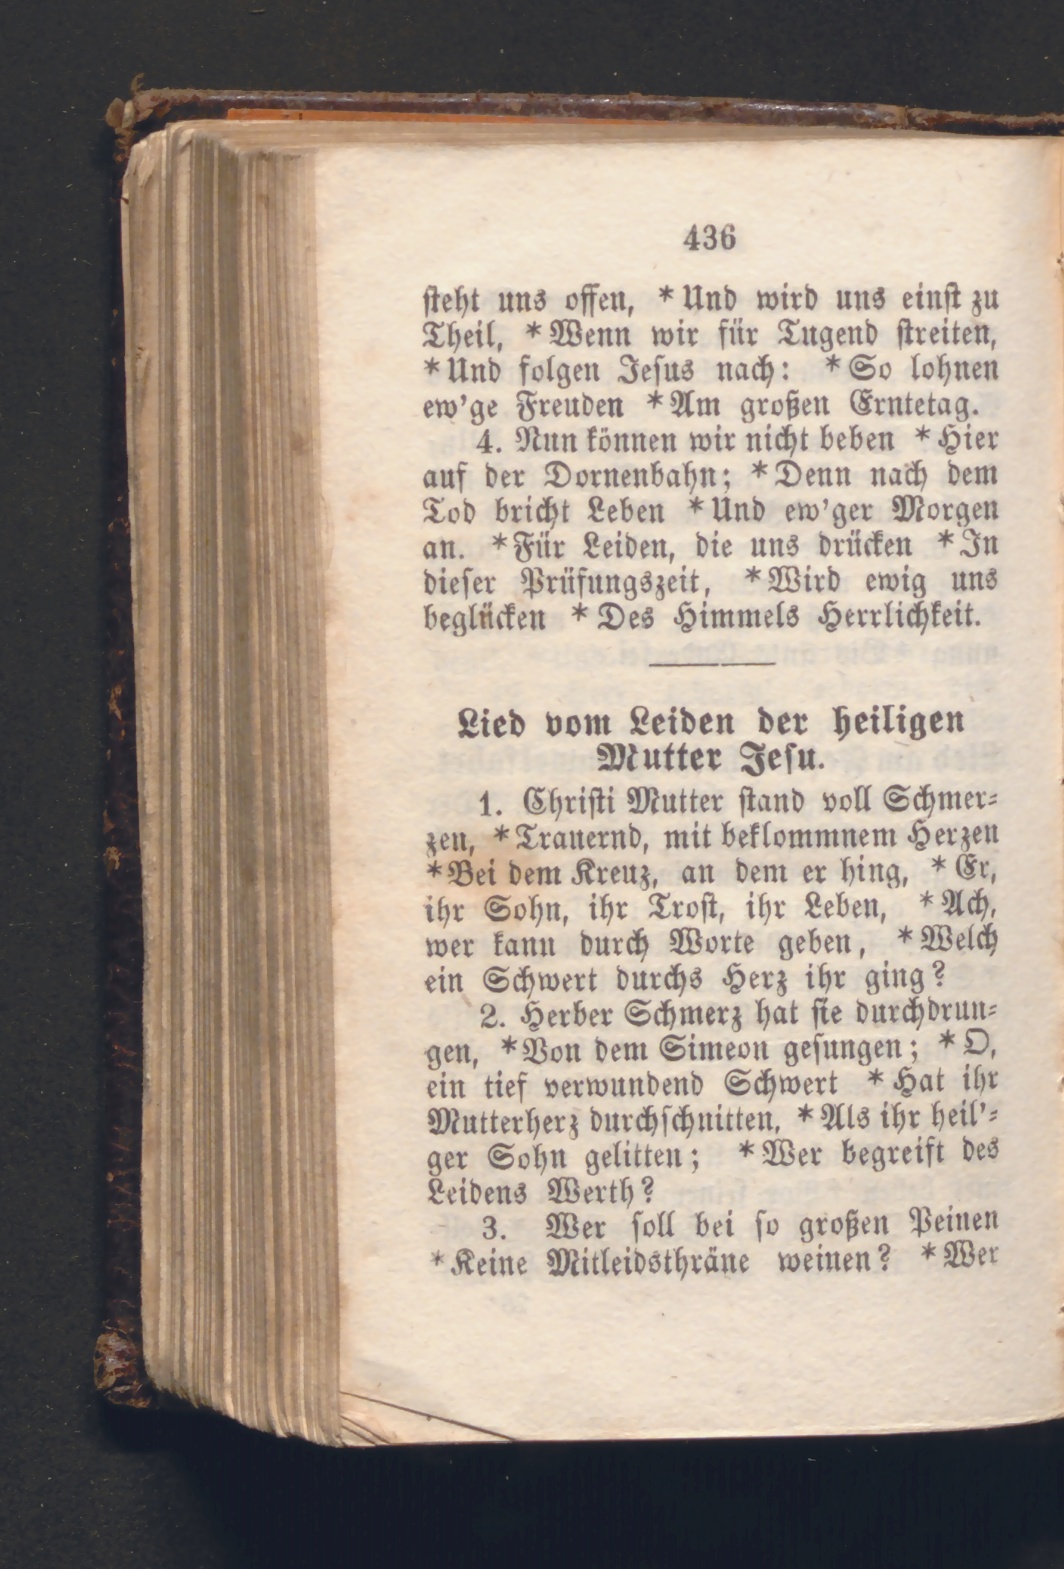 436
steht uns offen, * Und wird uns einst zu
Theil, * Wenn wir für Tugend streiten,
* Und folgen Jesus nach: * So lohnen
ew'ge Freuden * Am großen Erntetag.
4. Nun können wir nicht beben * Hier
auf der Dornenbahn; * Denn nach dem
Tod bricht Leben * Und ew'ger Morgen
an. * Für Leiden, die uns drücken * In
dieser Prüfungszeit, * Wird ewig uns
beglücken * Des Himmels Herrlichkeit.
Lied vom Leiden der heiligen
Mutter Jesu.
1. Christi Mutter stand voll Schmer-
zen, * Trauernd, mit beklommnem Herzen
* Bei dem Kreuz, an dem er hing, * Er,
ihr Sohn, ihr Trost, ihr Leben, * Ach,
wer kann durch Worte geben, * Welch
ein Schwert durchs Herz ihr ging?
2. Herber Schmerz hat sie durchdrun-
gen, * Von dem Simeon gesungen; * O,
ein tief verwundend Schwert * Hat ihr
Mutterherz durchschnitten, * Als ihr heil'-
ger Sohn gelitten; * Wer begreift des
Leidens Werth?
3. Wer soll bei so großen Peinen
* Keine Mitleidsthräne weinen? * Wer